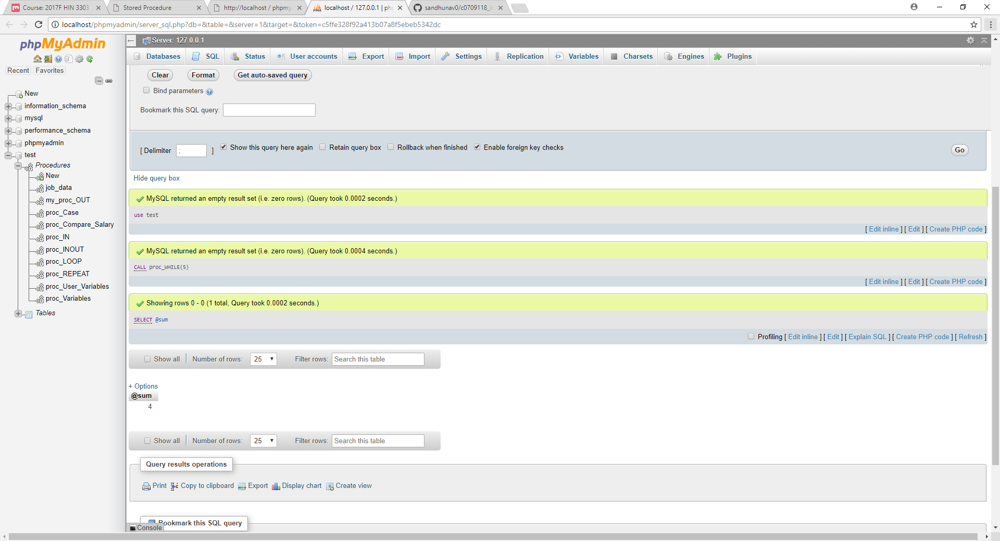 Course: 2017F HIN 3303
Stored Procedure
http://localhost / phpmy
localhost / 127.0.0.1 | ph
sandhunav0/c0709118_i
localhost/phpmyadmin/server_sql.php?db=&table=&server=1&target=&token=c5ffe328f92a413b07a8f5ebeb5342dc
phpMyAdmin
Recent
Favorites
New
information_schema
mysql
performance_schema
phpmyadmin
test
Procedures
New
job_data
my_proc_OUT
proc_Case
proc_Compare_Salary
proc_IN
proc_INOUT
proc_LOOP
proc_REPEAT
proc_User_Variables
proc_Variables
Tables
Server: 127.0.0.1
Databases
SQL
Status
User accounts
Export
Import
Settings
Replication
Variables
Charsets
Engines
Plugins
Clear
Format
Get auto-saved query
Bind parameters
Bookmark this SQL query:
[ Delimiter ; ]
Show this query here again
Retain query box
Rollback when finished
Enable foreign key checks
Go
Hide query box
MySQL returned an empty result set (i.e. zero rows). (Query took 0.0002 seconds.)
use test
[ Edit inline ] [ Edit ] [ Create PHP code ]
MySQL returned an empty result set (i.e. zero rows). (Query took 0.0004 seconds.)
CALL proc_WHILE(5)
[ Edit inline ] [ Edit ] [ Create PHP code ]
Showing rows 0 - 0 (1 total, Query took 0.0002 seconds.)
SELECT @sum
Profiling [ Edit inline ] [ Edit ] [ Explain SQL ] [ Create PHP code ] [ Refresh ]
Show all
Number of rows: 25
Filter rows: Search this table
+ Options
@sum
4
Show all
Number of rows: 25
Filter rows: Search this table
Query results operations
Print
Copy to clipboard
Export
Display chart
Create view
Bookmark this SQL query
Console